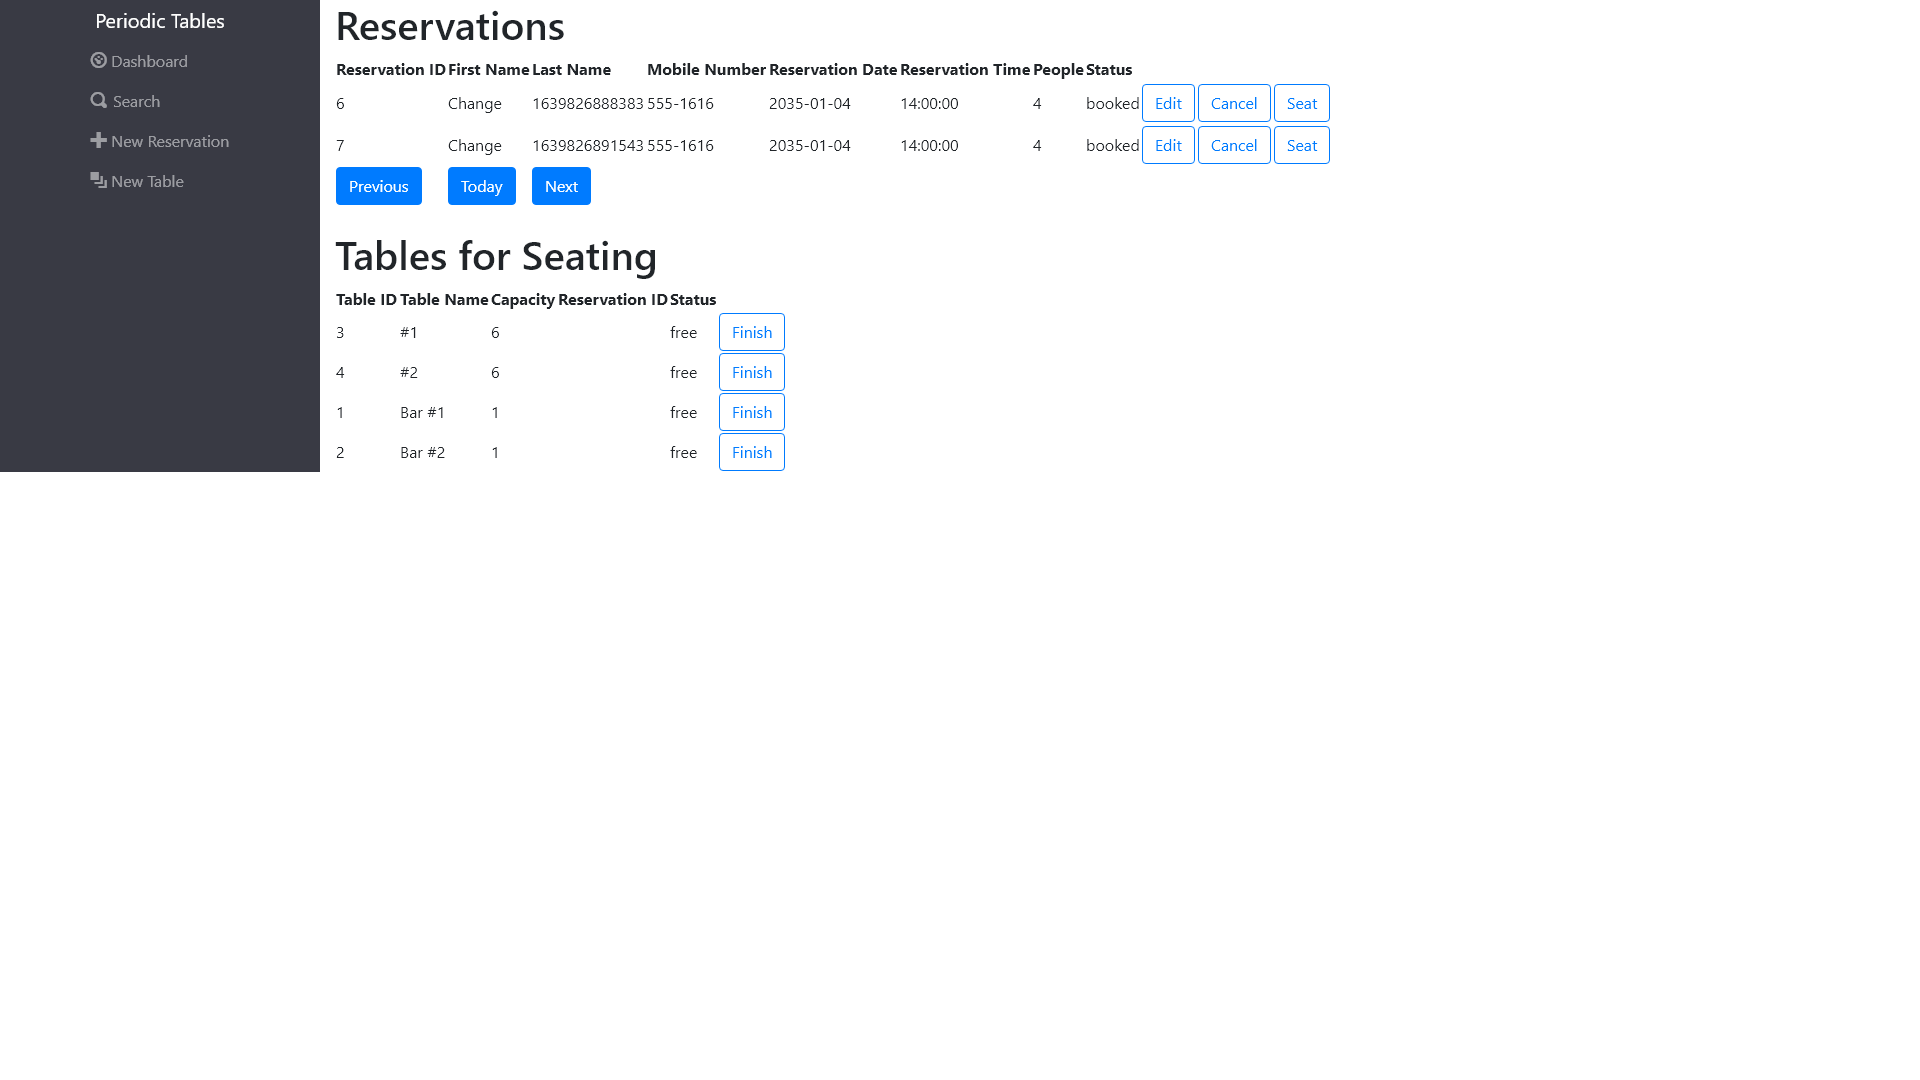 Periodic Tables
Dashboard
Search
New Reservation
New Table
Reservations
Reservation ID First Name Last Name Mobile Number Reservation Date Reservation Time People Status
6 Change 1639826888383 555-1616 2035-01-04 14:00:00 4 booked Edit Cancel Seat
7 Change 1639826891543 555-1616 2035-01-04 14:00:00 4 booked Edit Cancel Seat
Previous Today Next
Tables for Seating
Table ID Table Name Capacity Reservation ID Status
3 #1 6 free Finish
4 #2 6 free Finish
1 Bar #1 1 free Finish
2 Bar #2 1 free Finish